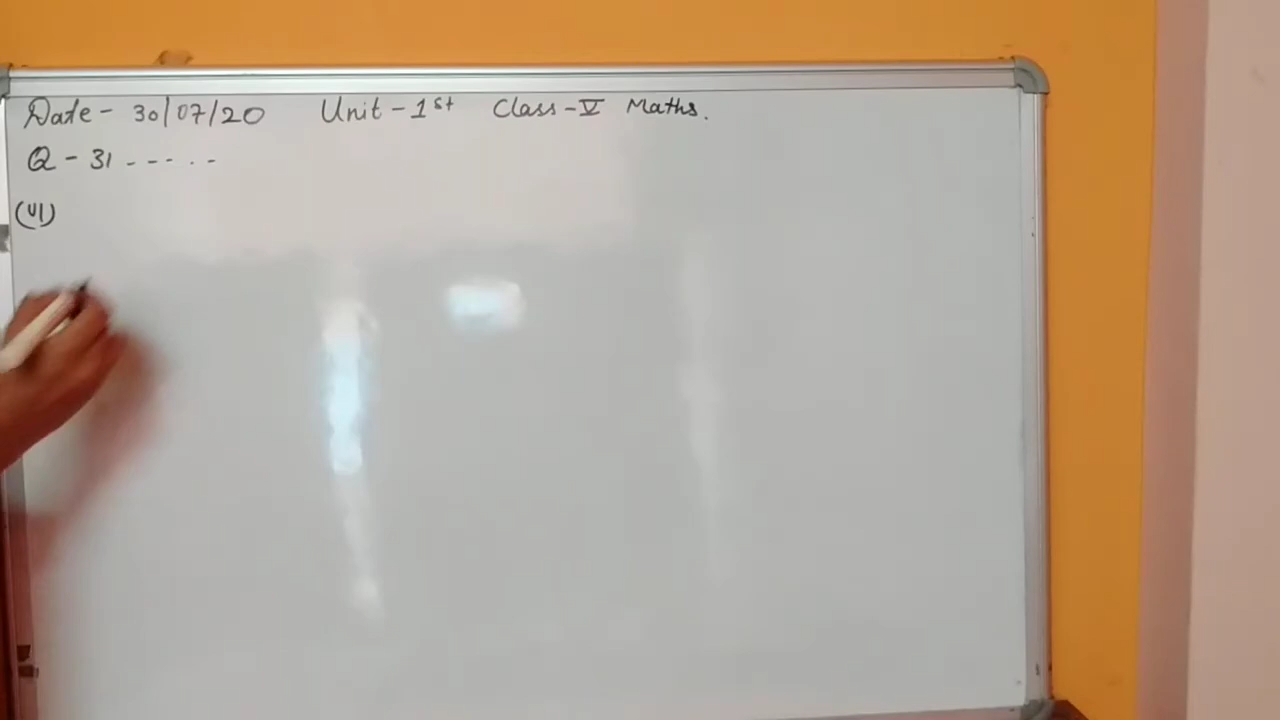 Date - 30/07/20 Unit - 1st Class - V Maths.
Q - 31 - - - . -
(VI)